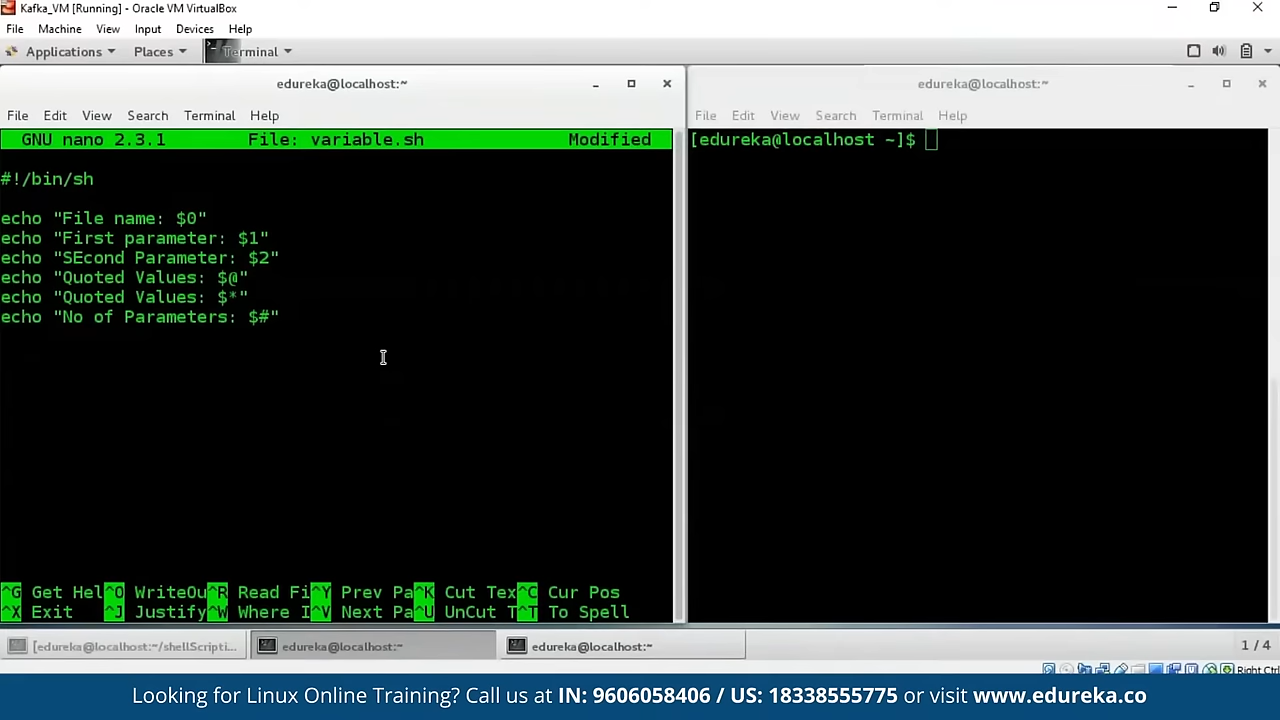 Kafka_VM [Running] - Oracle VM VirtualBox
File Machine View Input Devices Help
Applications Places Terminal
edureka@localhost:~
File Edit View Search Terminal Help
GNU nano 2.3.1 File: variable.sh Modified
#!/bin/sh
echo "File name: $0"
echo "First parameter: $1"
echo "SEcond Parameter: $2"
echo "Quoted Values: $@"
echo "Quoted Values: $*"
echo "No of Parameters: $#"
^G Get Hel^O WriteOu^R Read Fi^Y Prev Pa^K Cut Tex^C Cur Pos
^X Exit ^J Justify^W Where I^V Next Pa^U UnCut T^T To Spell
edureka@localhost:~
File Edit View Search Terminal Help
[edureka@localhost ~]$
[edureka@localhost:~/shellScripti... edureka@localhost:~ edureka@localhost:~ 1 / 4
Right Ctrl
Looking for Linux Online Training? Call us at IN: 9606058406 / US: 18338555775 or visit www.edureka.co